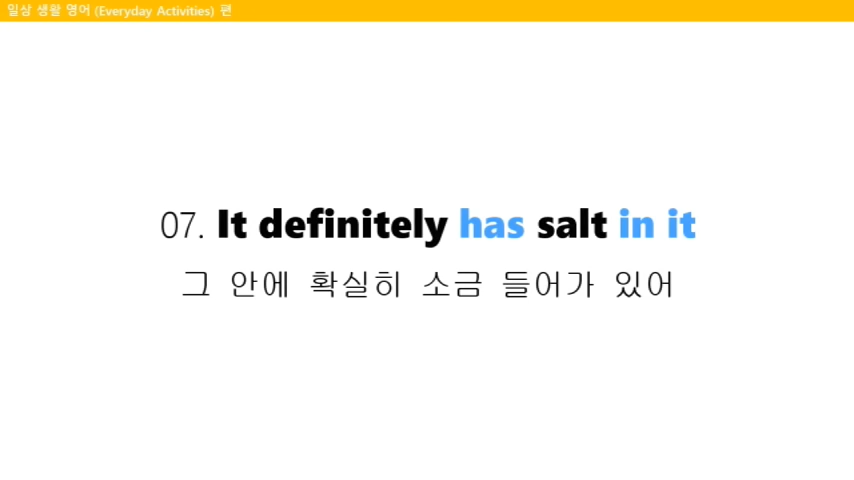 일상 생활 영어 (Everyday Activities) 편
07. It definitely has salt in it
그 안에 확실히 소금 들어가 있어